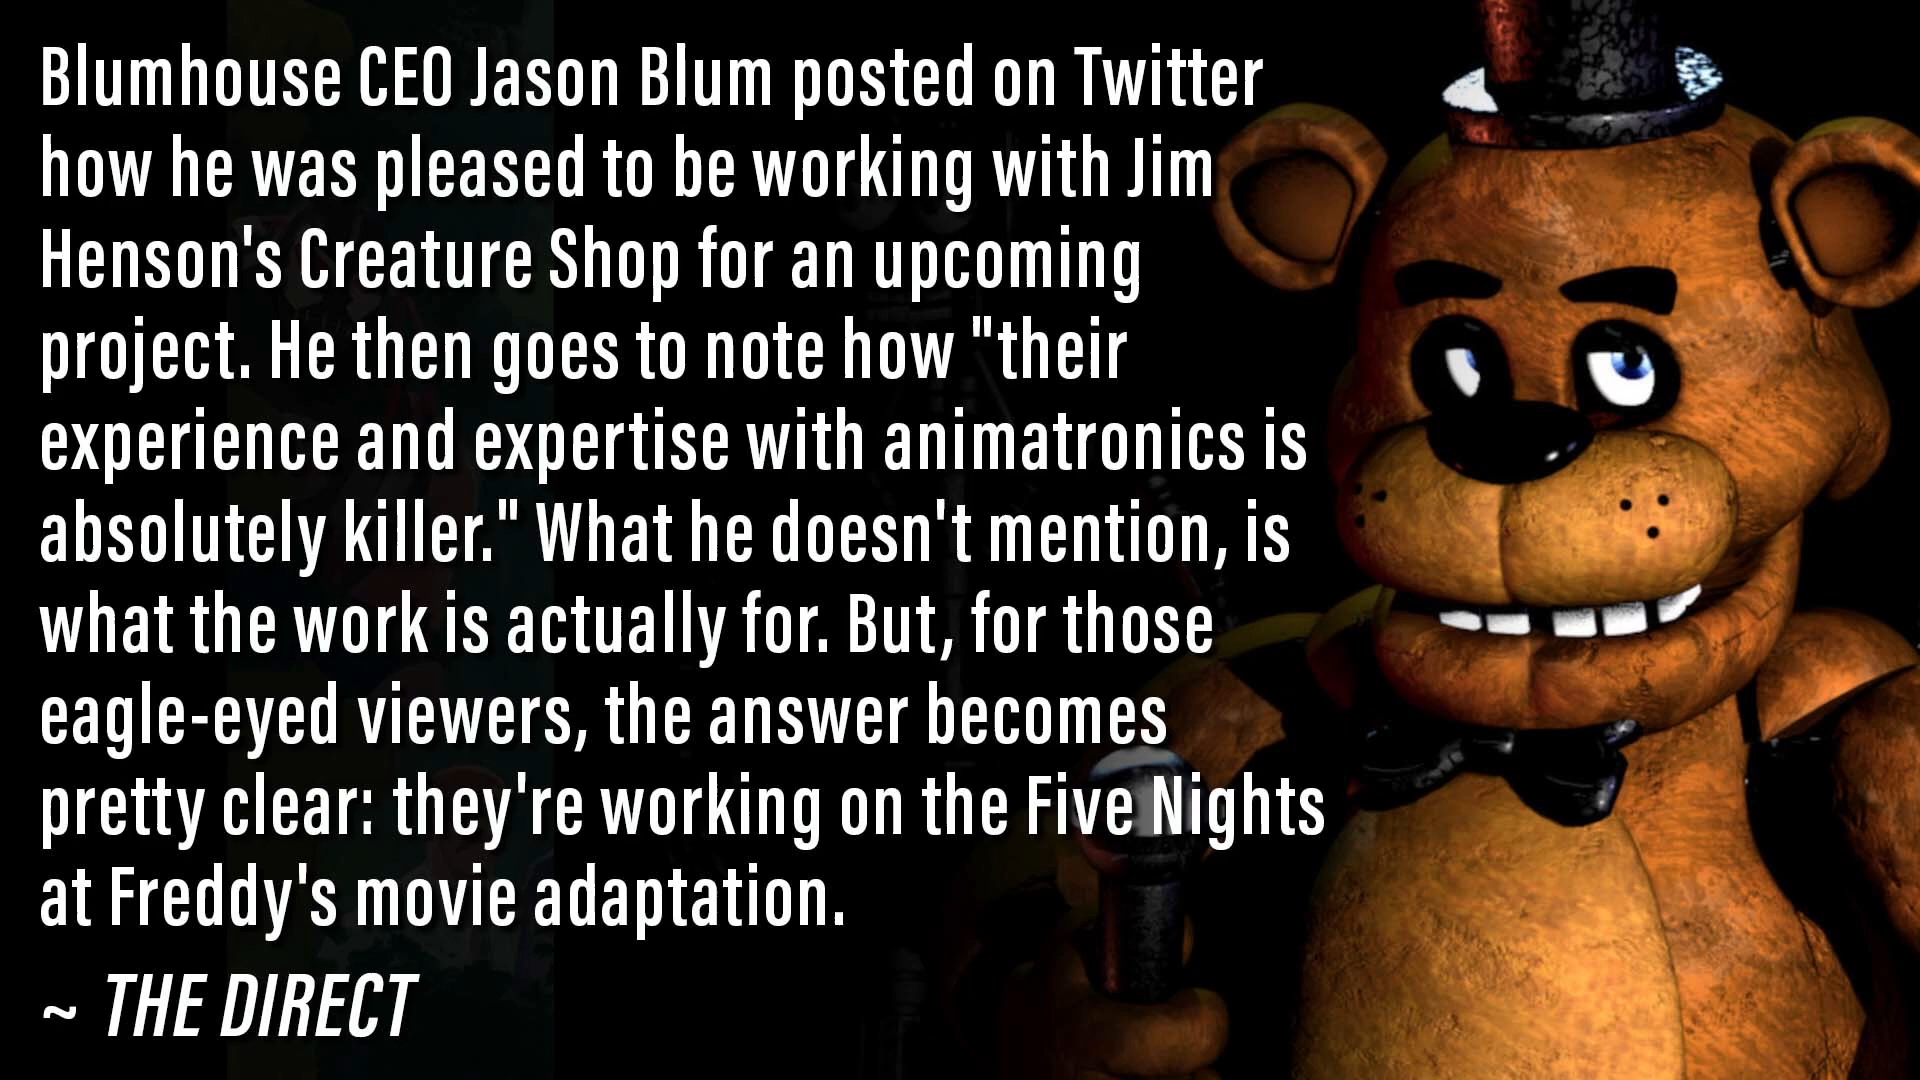 Blumhouse CEO Jason Blum posted on Twitter
how he was pleased to be working with Jim
Henson's Creature Shop for an upcoming
project. He then goes to note how "their
experience and expertise with animatronics is
absolutely killer." What he doesn't mention, is
what the work is actually for. But, for those
eagle-eyed viewers, the answer becomes
pretty clear: they're working on the Five Nights
at Freddy's movie adaptation.
~ THE DIRECT